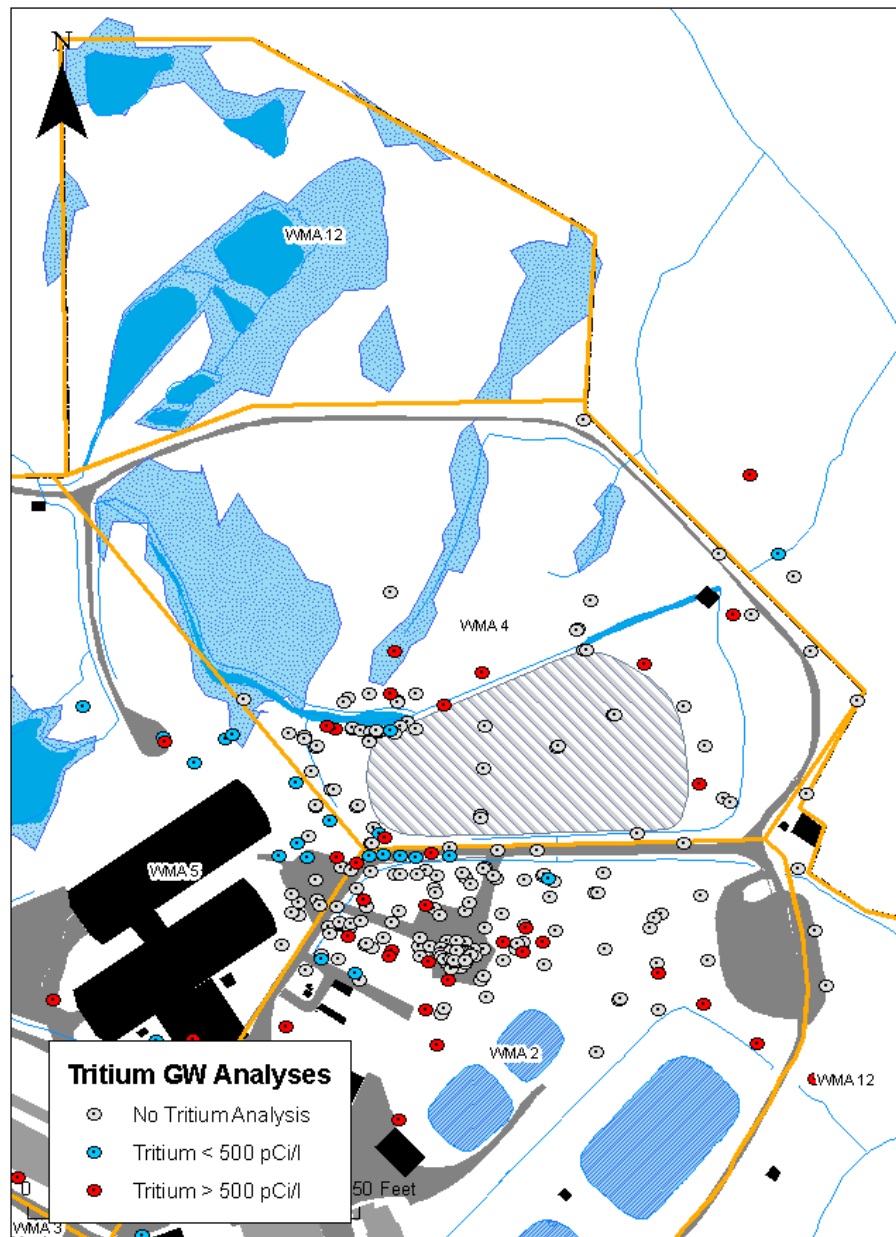 N
WMA 12
WMA 4
WMA 5
WMA 2
WMA 12
Tritium GW Analyses
No Tritium Analysis
Tritium < 500 pCi/l
Tritium > 500 pCi/l
0
50 Feet
WMA 3